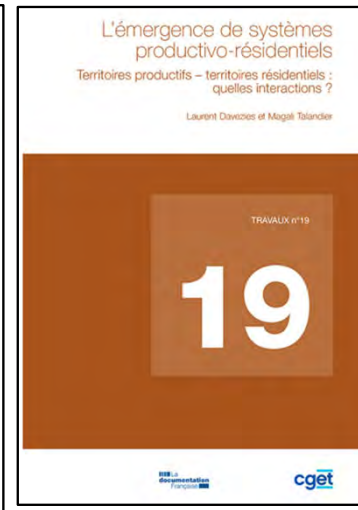 L'émergence de systèmes
productivo-résidentiels
Territoires productifs – territoires résidentiels :
quelles interactions ?
Laurent Davezies et Magali Talandier
TRAVAUX n°19
19
La
documentation
Française
cget